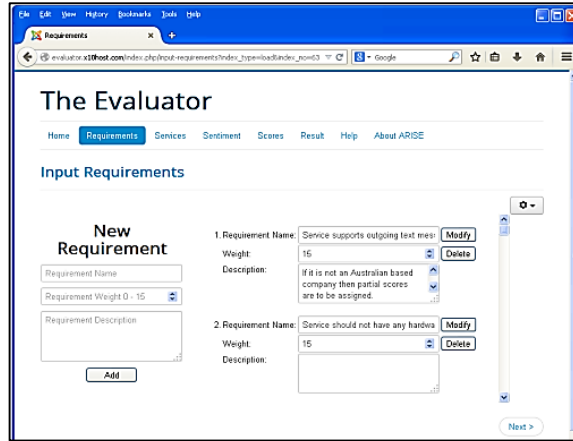 File Edit View History Bookmarks Tools Help
Requirements × +
evaluator.x10host.com/index.php/input-requirements?index_type=load&index_no=63 Google
The Evaluator
Home Requirements Services Sentiment Scores Result Help About ARISE
Input Requirements
New
Requirement
Requirement Name
Requirement Weight 0 - 15
Requirement Description
Add
1. Requirement Name: Service supports outgoing text mes Modify
Weight: 15 Delete
Description: If it is not an Australian based
company then partial scores
are to be assigned.
2. Requirement Name: Service should not have any hardwa Modify
Weight: 15 Delete
Description:
Next >